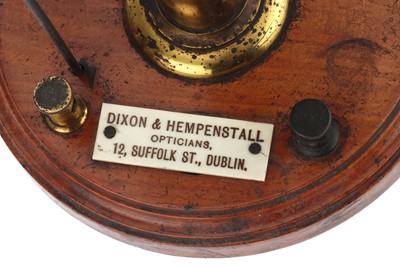 DIXON & HEMPENSTALL
OPTICIANS,
12, SUFFOLK ST., DUBLIN.